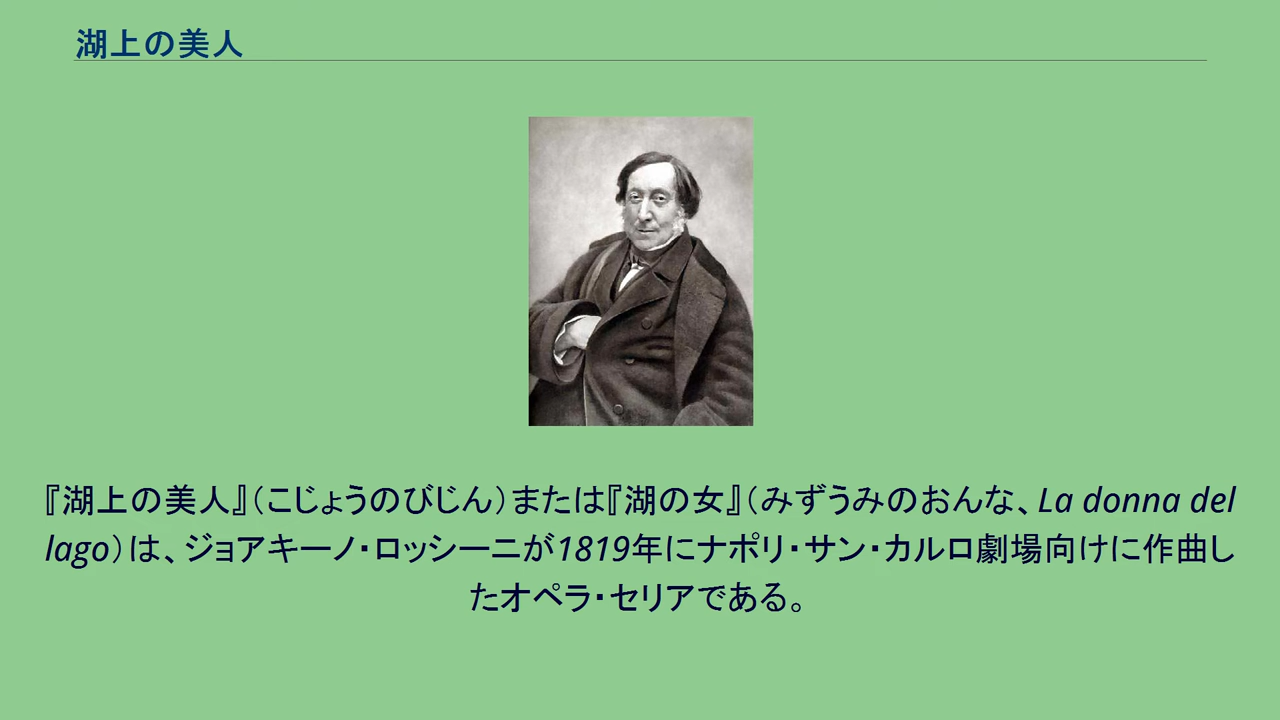 湖上の美人
『湖上の美人』（こじょうのびじん）または『湖の女』（みずうみのおんな、La donna del
lago）は、ジョアキーノ・ロッシーニが1819年にナポリ・サン・カルロ劇場向けに作曲し
たオペラ・セリアである。